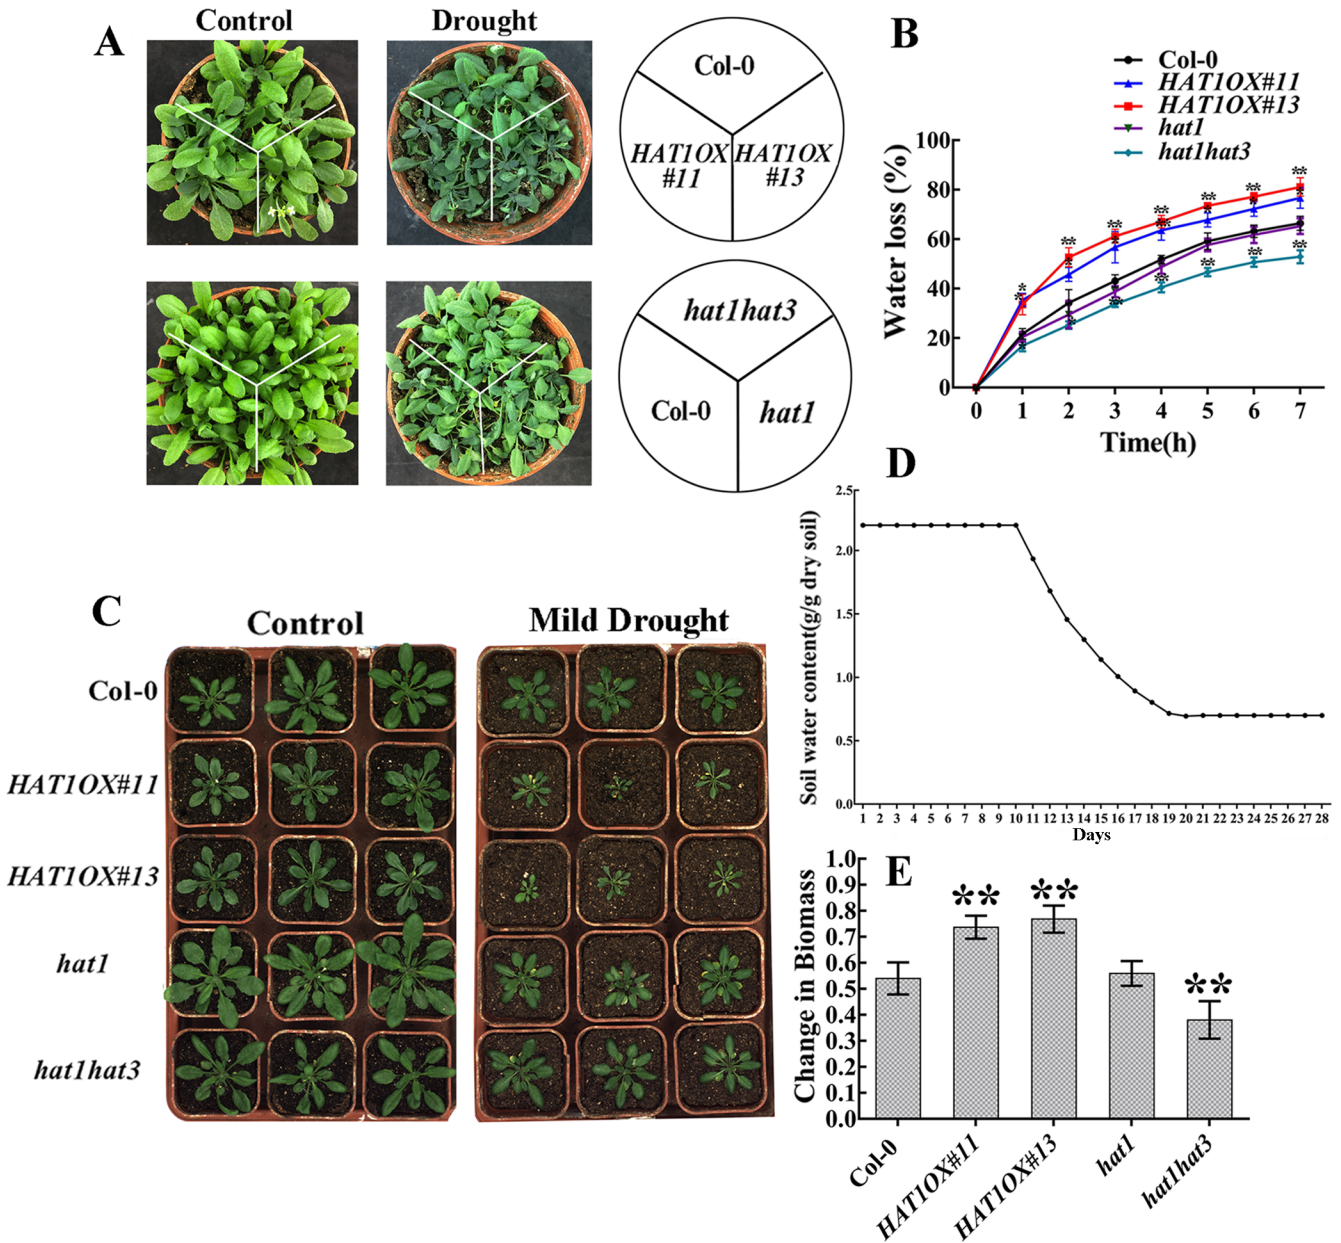 A
Control
Drought
Col-0
HAT1OX
#11
HAT1OX
#13
hat1hat3
Col-0
hat1
B
Col-0
HAT1OX#11
HAT1OX#13
hat1
hat1hat3
Water loss (%)
100
80
60
40
20
0
0 1 2 3 4 5 6 7
Time(h)
C
Control
Mild Drought
Col-0
HAT1OX#11
HAT1OX#13
hat1
hat1hat3
D
Soil water content(g/g dry soil)
2.5
2.0
1.5
1.0
0.5
0.0
1 2 3 4 5 6 7 8 9 10 11 12 13 14 15 16 17 18 19 20 21 22 23 24 25 26 27 28
Days
E
Change in Biomass
1.0
0.9
0.8
0.7
0.6
0.5
0.4
0.3
0.2
0.1
0.0
** ** **
Col-0
HAT1OX#11
HAT1OX#13
hat1
hat1hat3